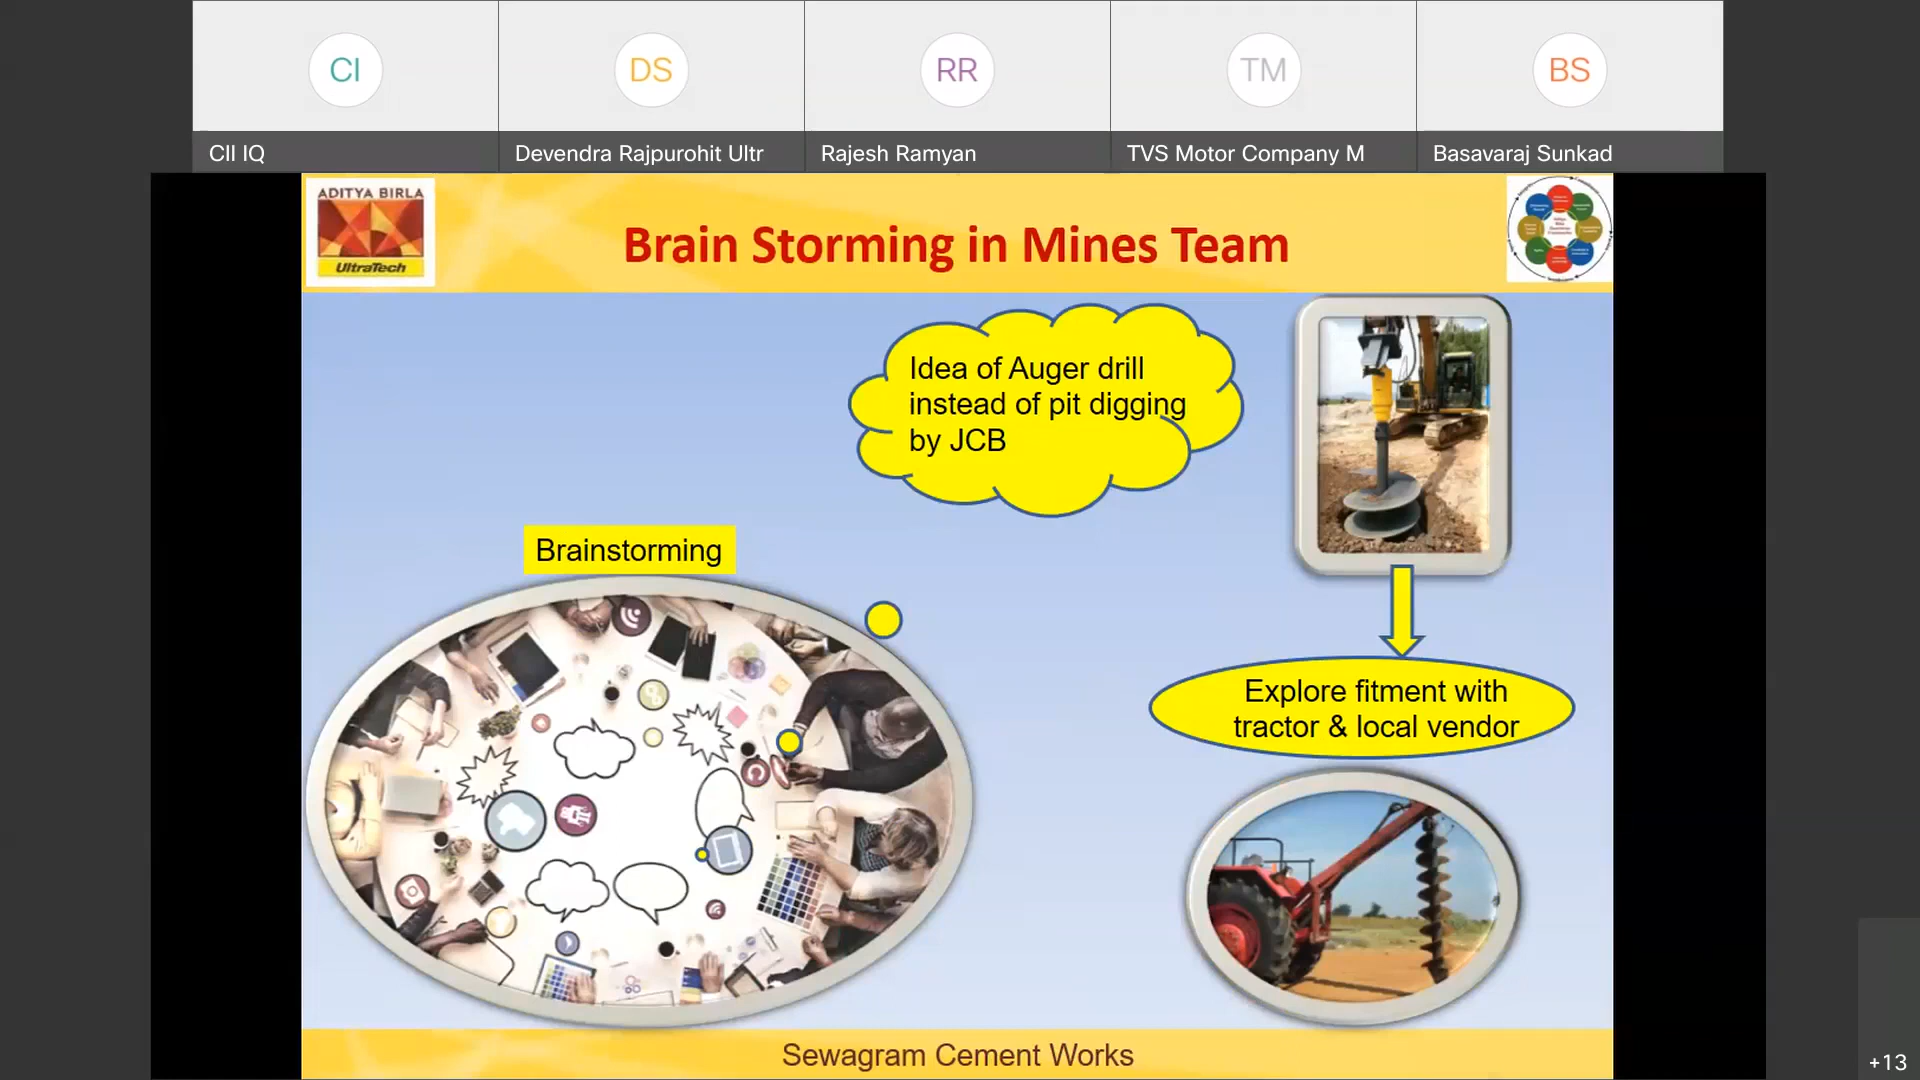 CI
DS
RR
TM
BS
CII IQ
Devendra Rajpurohit Ultr
Rajesh Ramyan
TVS Motor Company M
Basavaraj Sunkad
ADITYA BIRLA
UltraTech
Brain Storming in Mines Team
Idea of Auger drill
instead of pit digging
by JCB
Brainstorming
Explore fitment with
tractor & local vendor
Sewagram Cement Works
+13